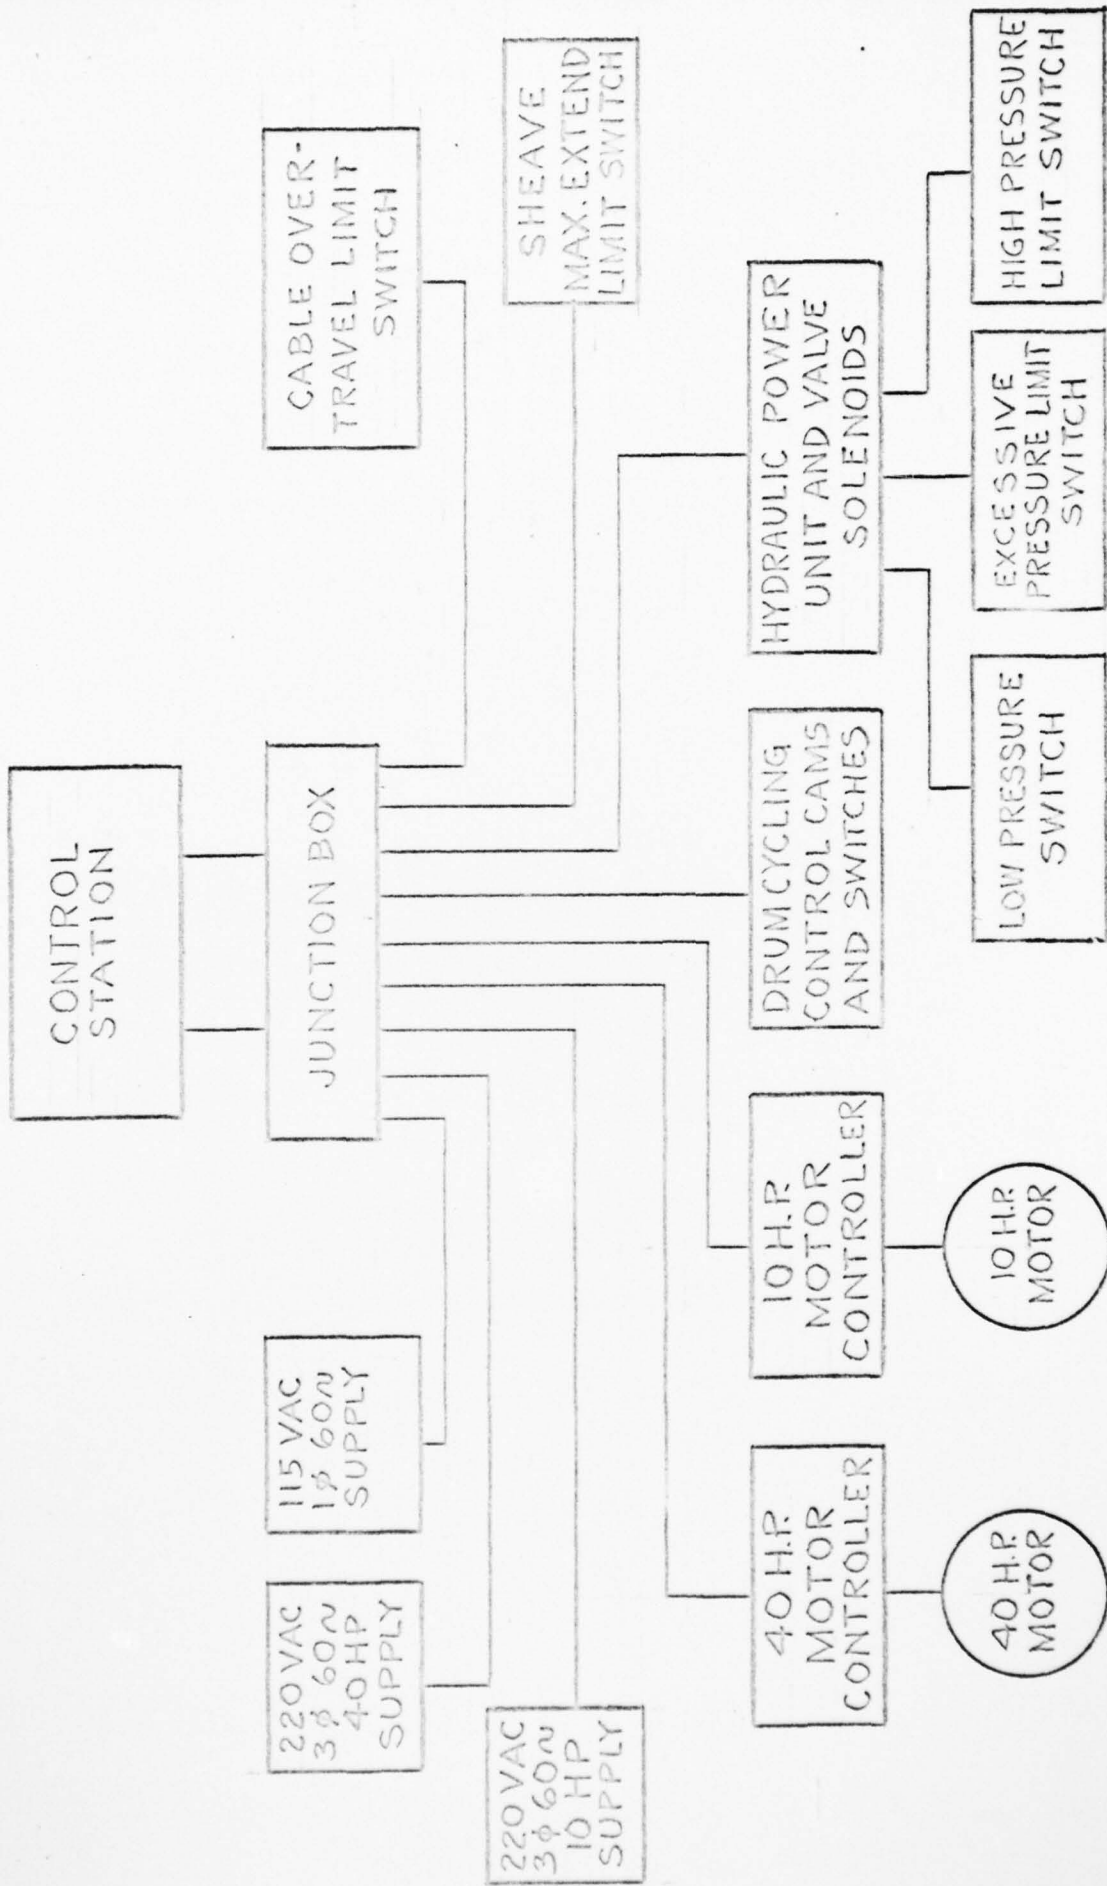 CONTROL
STATION
JUNCTION BOX
220 VAC
3φ 60~
40 HP
SUPPLY
115 VAC
1φ 60~
SUPPLY
CABLE OVER-
TRAVEL LIMIT
SWITCH
220 VAC
3φ 60~
10 HP
SUPPLY
SHEAVE
MAX. EXTEND
LIMIT SWITCH
40 H.P.
MOTOR
CONTROLLER
10 H.P.
MOTOR
CONTROLLER
DRUM CYCLING
CONTROL CAMS
AND SWITCHES
HYDRAULIC POWER
UNIT AND VALVE
SOLENOIDS
40 H.P.
MOTOR
10 H.P.
MOTOR
LOW PRESSURE
SWITCH
EXCESSIVE
PRESSURE LIMIT
SWITCH
HIGH PRESSURE
LIMIT SWITCH